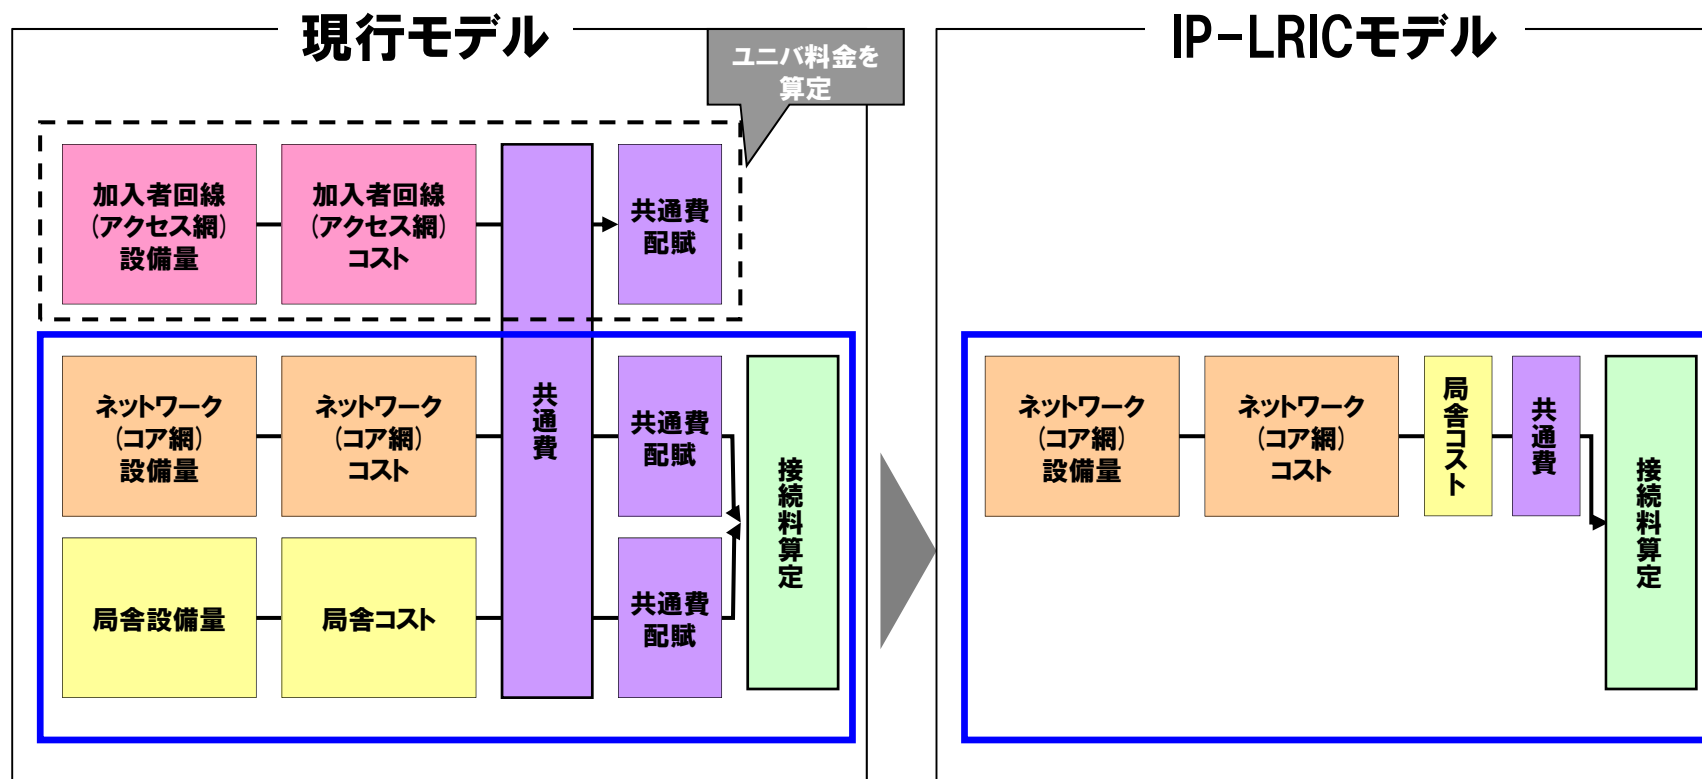 現行モデル
ユニバ料金を
算定
加入者回線
(アクセス網)
設備量
加入者回線
(アクセス網)
コスト
共通費
配賦
ネットワーク
(コア網)
設備量
ネットワーク
(コア網)
コスト
共通費
共通費
配賦
接続料算定
局舎設備量
局舎コスト
共通費
配賦
IP-LRICモデル
ネットワーク
(コア網)
設備量
ネットワーク
(コア網)
コスト
局舎コスト
共通費
接続料算定